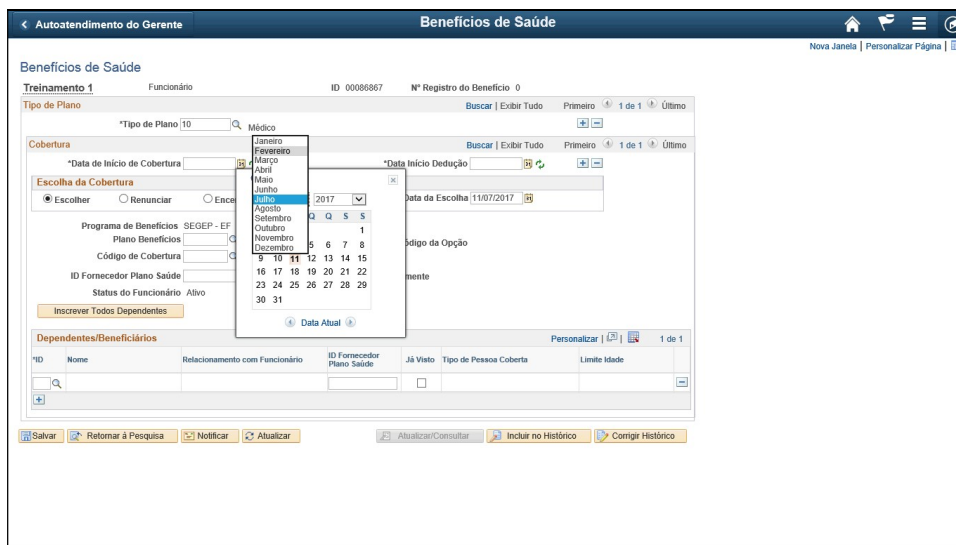 Autoatendimento do Gerente
Benefícios de Saúde
Nova Janela | Personalizar Página |
Benefícios de Saúde
Treinamento 1 Funcionário ID 00086867 Nº Registro do Benefício 0
Tipo de Plano Buscar | Exibir Tudo Primeiro 1 de 1 Último
*Tipo de Plano 10 Médico
Cobertura Buscar | Exibir Tudo Primeiro 1 de 1 Último
*Data de Início de Cobertura *Data Início Dedução
Janeiro
Fevereiro
Março
Abril
Maio
Junho
Julho
Agosto
Setembro
Outubro
Novembro
Dezembro
Escolha da Cobertura
Escolher Renunciar Ence Data da Escolha 11/07/2017
2017
Q Q S S
1
5 6 7 8
9 10 11 12 13 14 15
16 17 18 19 20 21 22
23 24 25 26 27 28 29
30 31
Data Atual
Programa de Benefícios SEGEP - EF
Plano Benefícios ódigo da Opção
Código de Cobertura
ID Fornecedor Plano Saúde mente
Status do Funcionário Ativo
Inscrever Todos Dependentes
Dependentes/Beneficiários Personalizar | 1 de 1
*ID Nome Relacionamento com Funcionário ID Fornecedor Plano Saúde Já Visto Tipo de Pessoa Coberta Limite Idade
Salvar Retornar à Pesquisa Notificar Atualizar Atualizar/Consultar Incluir no Histórico Corrigir Histórico